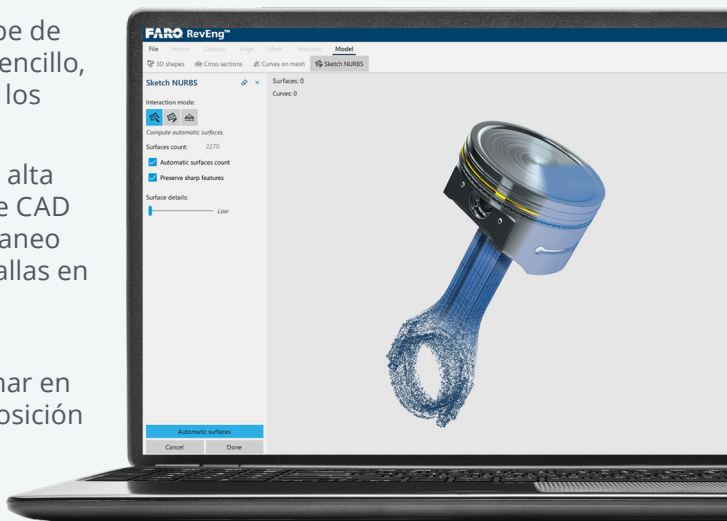 be de
encillo,
los
alta
e CAD
aneo
allas en
nar en
osición
FARO RevEng™
File Home Capture Align Mesh Measure Model
3D shapes Cross sections Curves on mesh Sketch NURBS
Sketch NURBS
Surfaces: 0
Curves: 0
Interaction mode:
Compute automatic surfaces.
Surfaces count: 2270
Automatic surfaces count
Preserve sharp features
Surface details:
Low
Automatic surfaces
Cancel Done